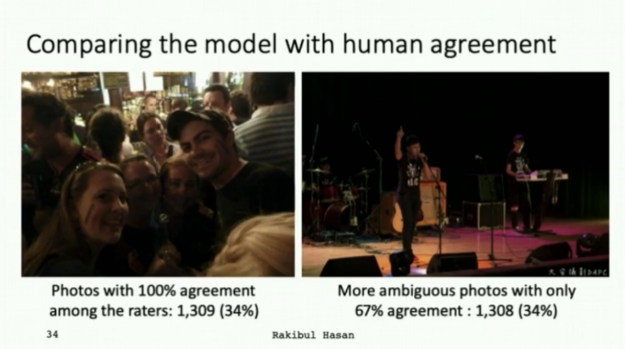 Comparing the model with human agreement
Photos with 100% agreement
among the raters: 1,309 (34%)
More ambiguous photos with only
67% agreement : 1,308 (34%)
34
Rakibul Hasan